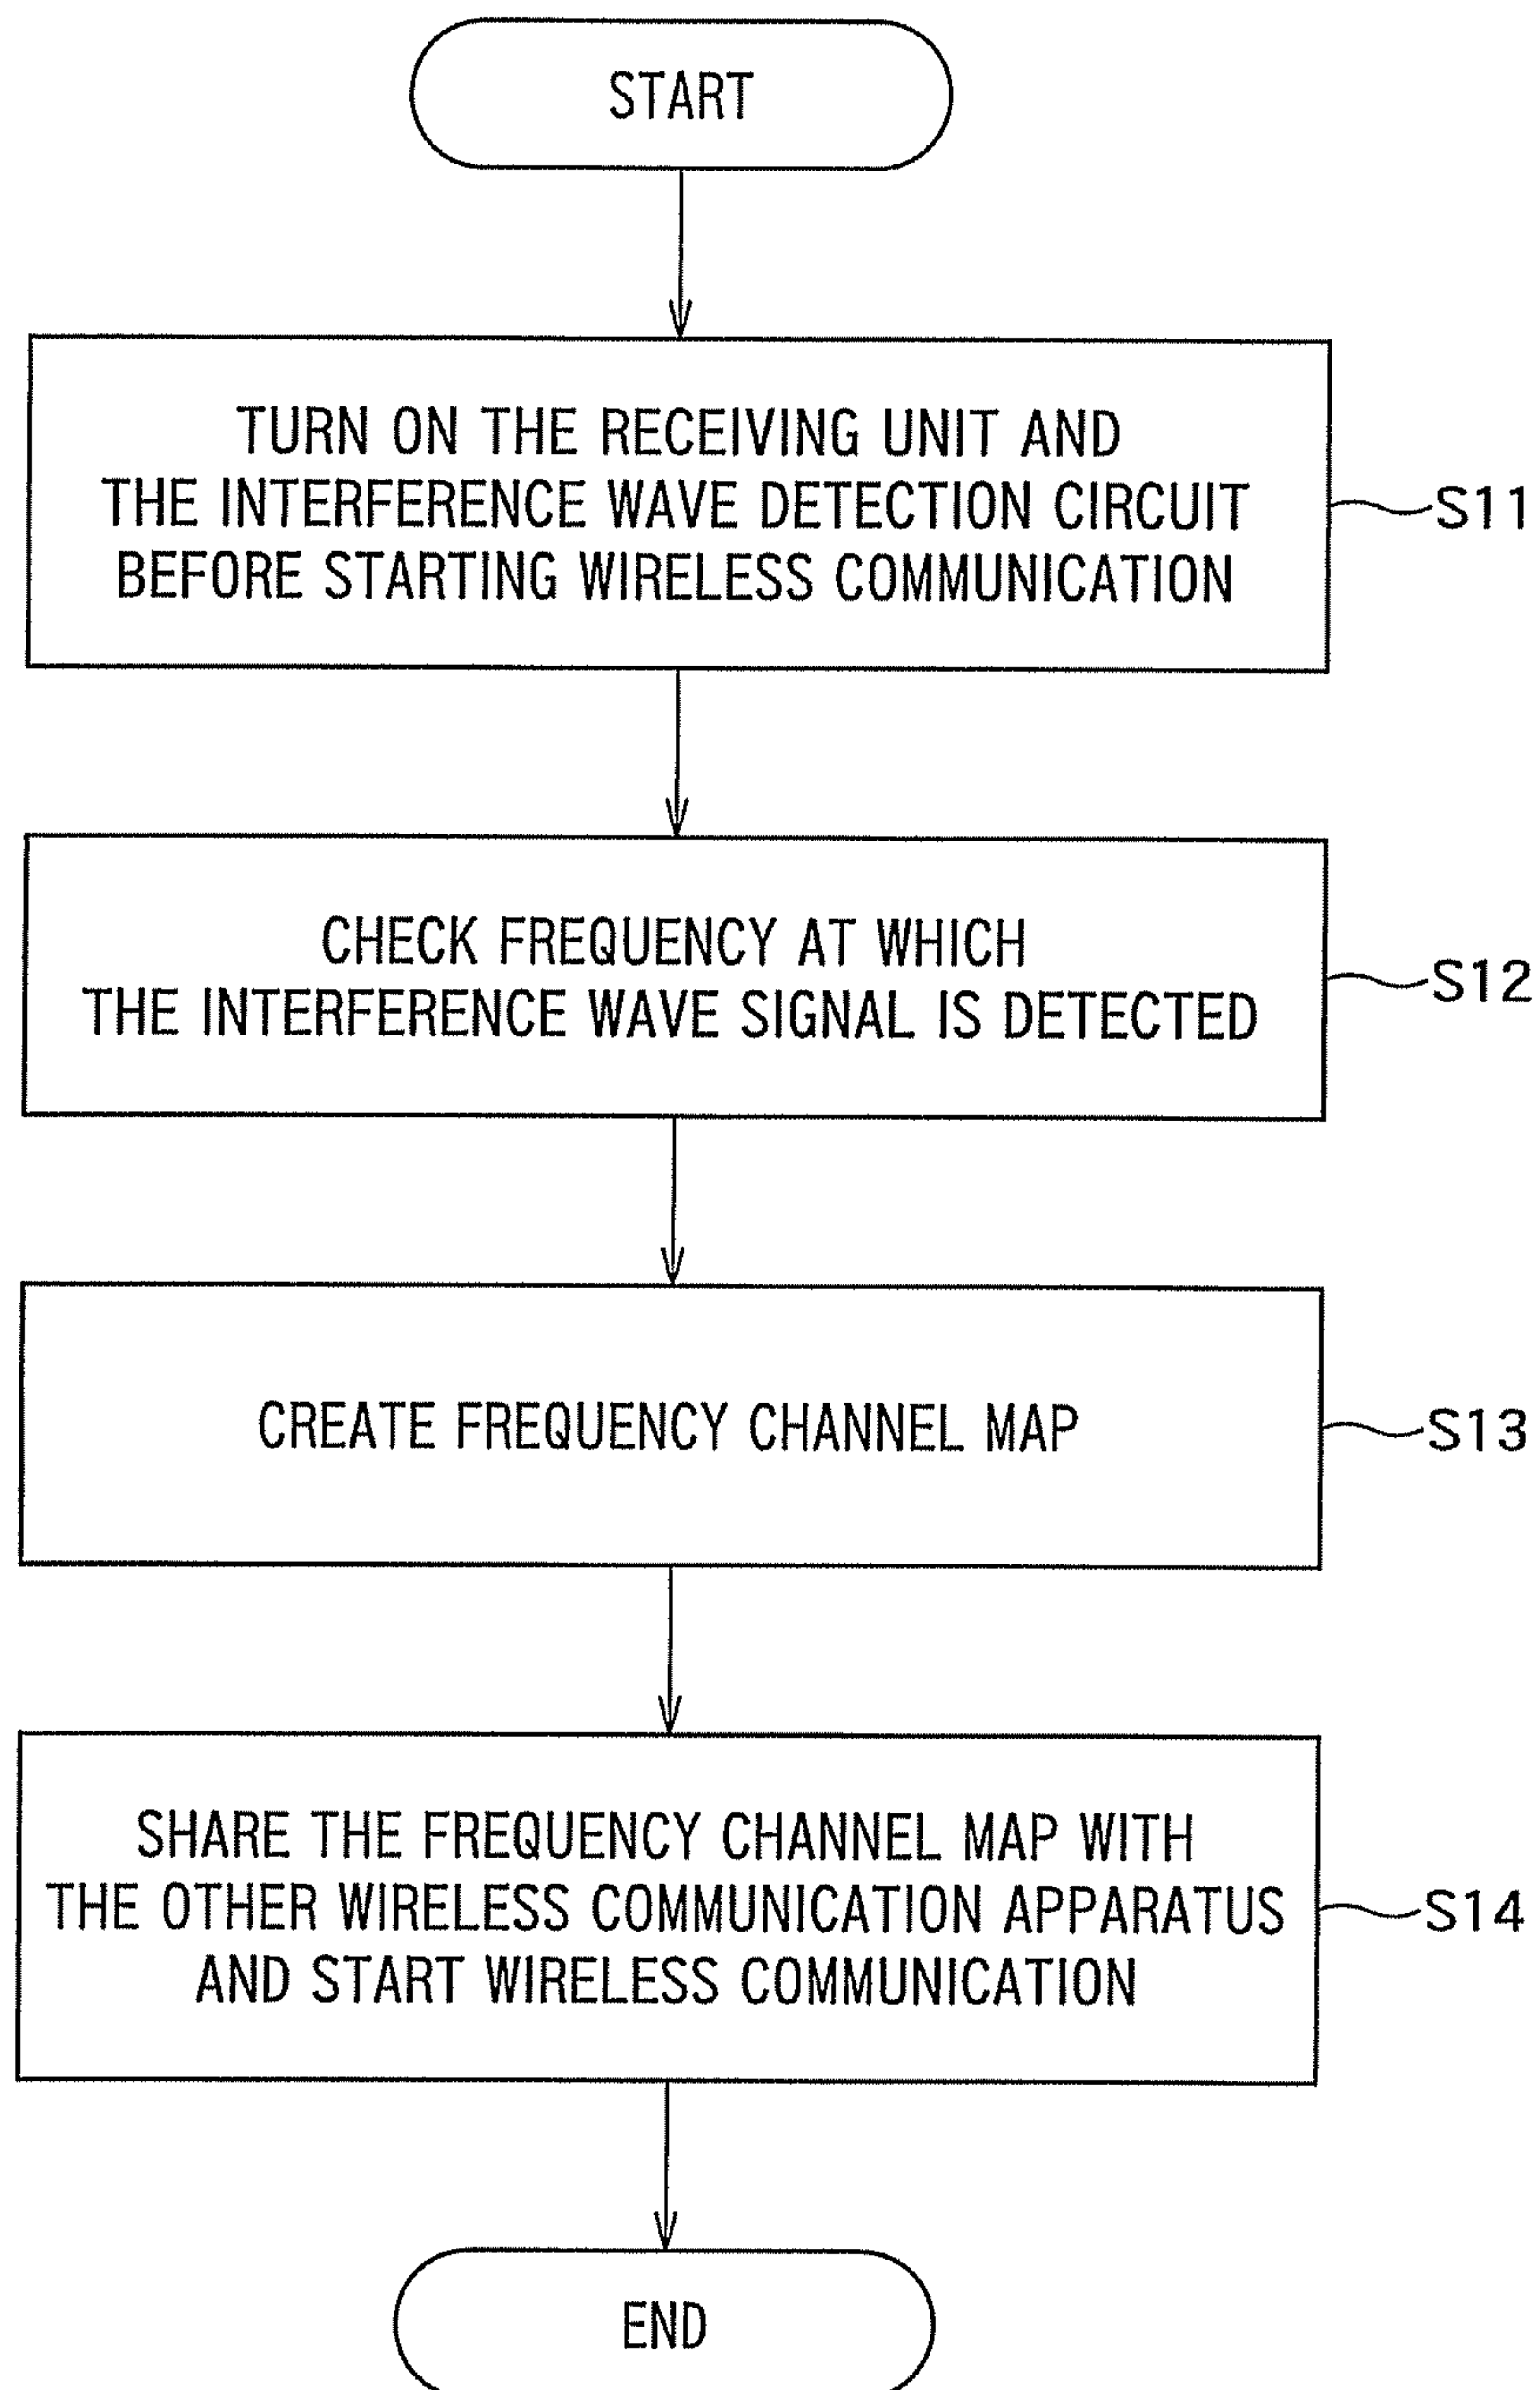 START
TURN ON THE RECEIVING UNIT AND
THE INTERFERENCE WAVE DETECTION CIRCUIT
BEFORE STARTING WIRELESS COMMUNICATION
S11
CHECK FREQUENCY AT WHICH
THE INTERFERENCE WAVE SIGNAL IS DETECTED
S12
CREATE FREQUENCY CHANNEL MAP
S13
SHARE THE FREQUENCY CHANNEL MAP WITH
THE OTHER WIRELESS COMMUNICATION APPARATUS
AND START WIRELESS COMMUNICATION
S14
END